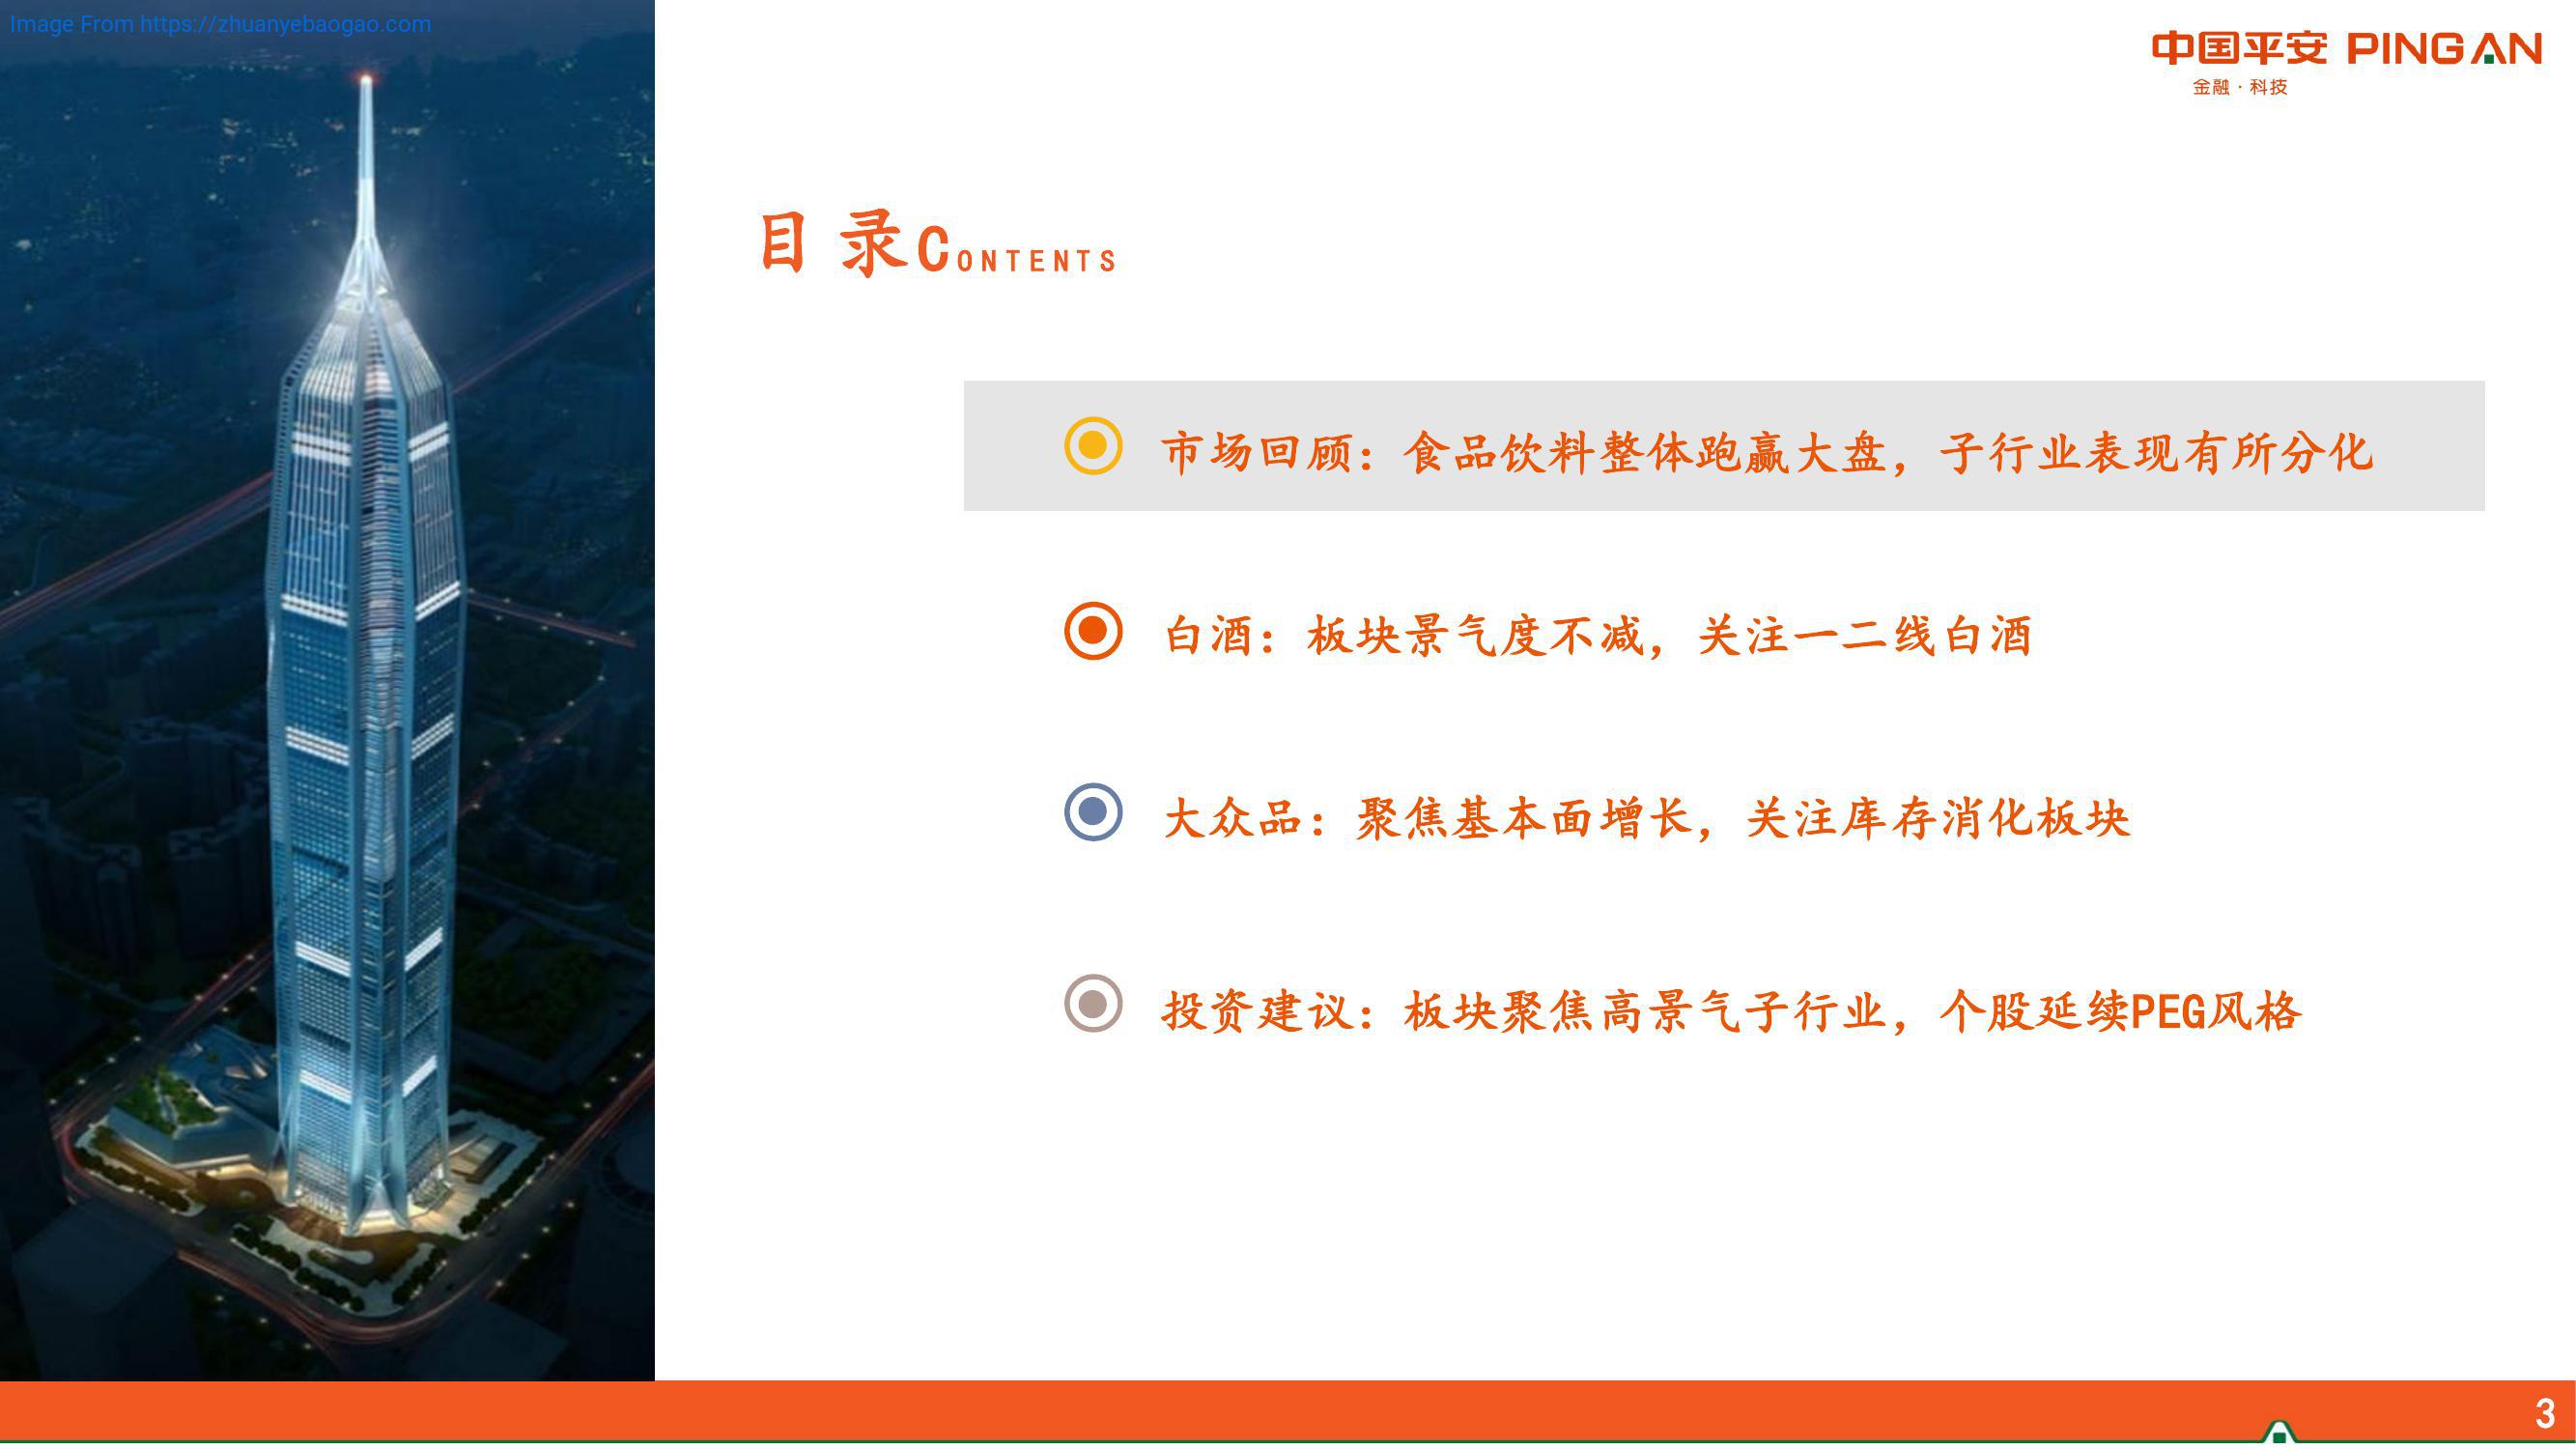 Image From https://zhuanyebaogao.com
中国平安 PINGAN
金融·科技
目录CONTENTS
市场回顾：食品饮料整体跑赢大盘，子行业表现有所分化
白酒：板块景气度不减，关注一二线白酒
大众品：聚焦基本面增长，关注库存消化板块
投资建议：板块聚焦高景气子行业，个股延续PEG风格
3